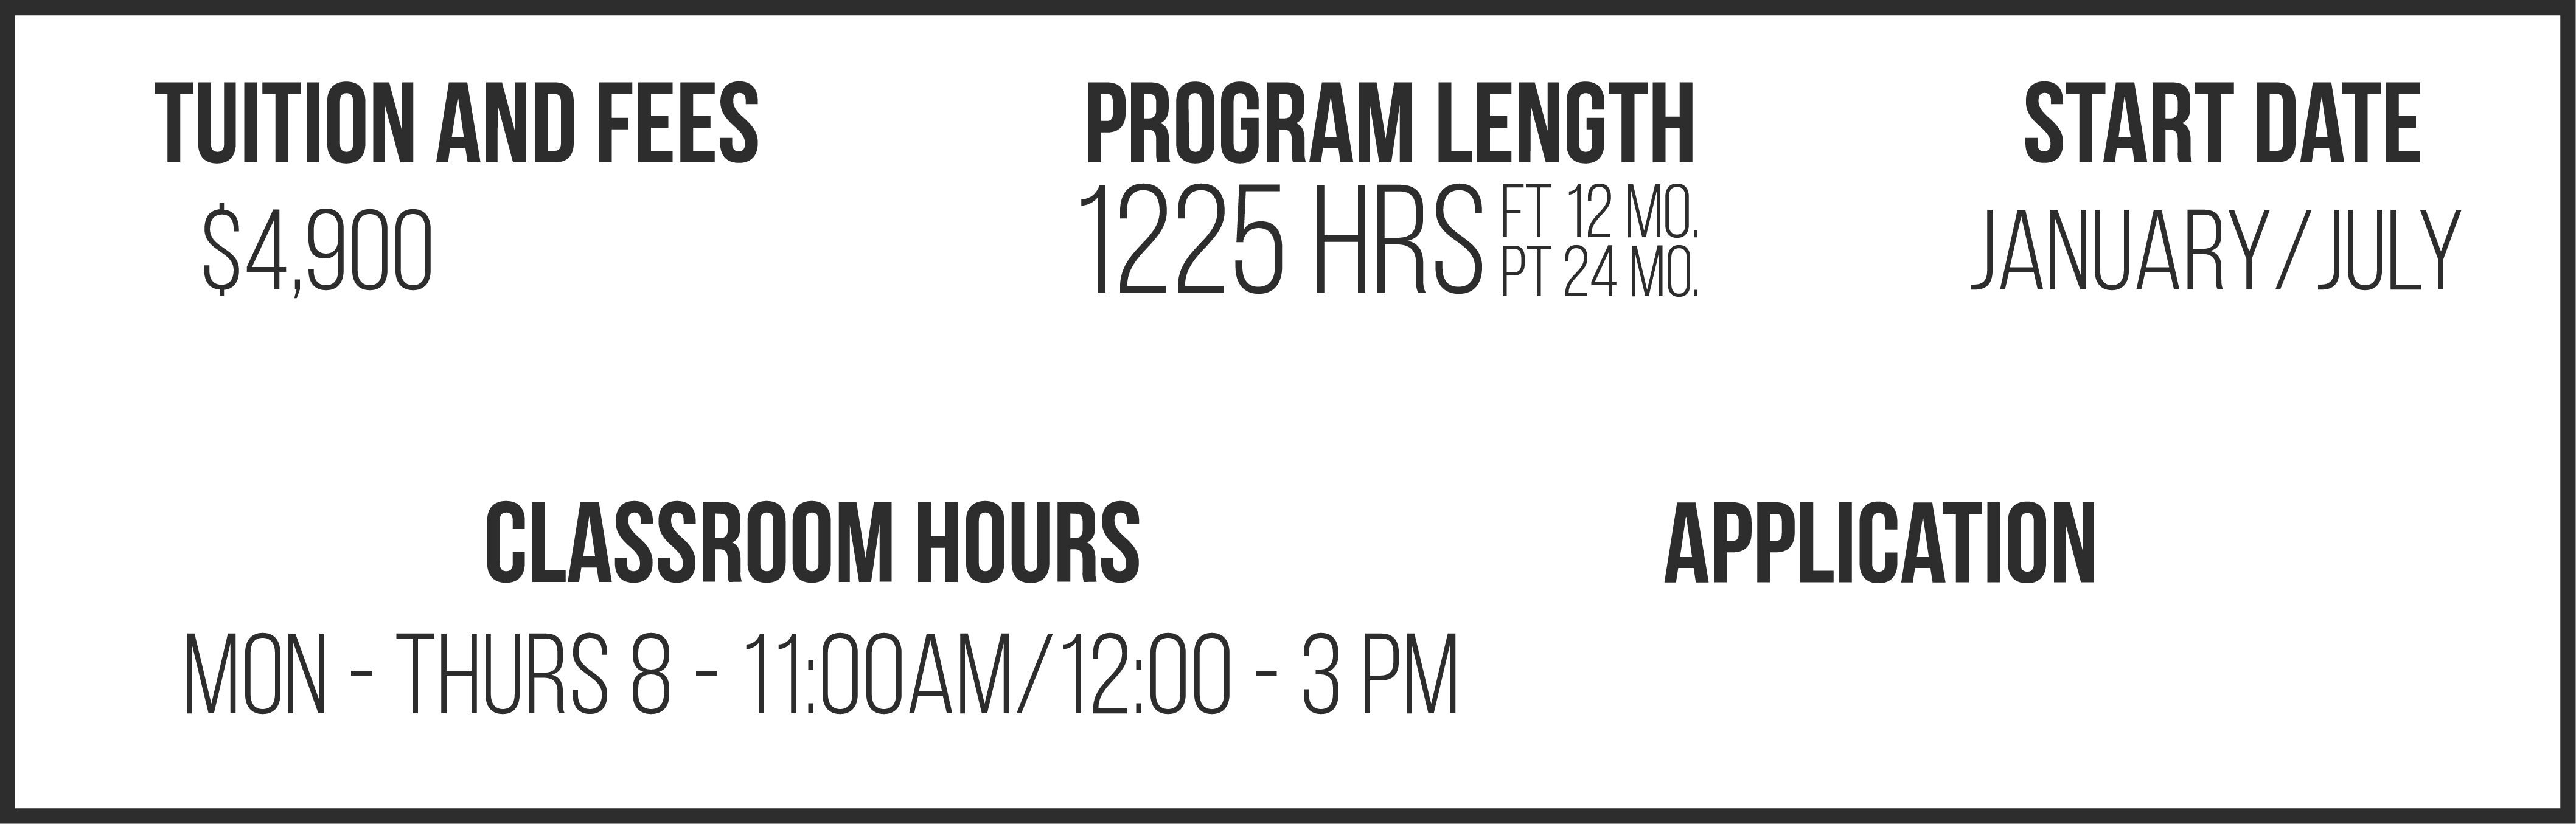 TUITION AND FEES
$4,900
PROGRAM LENGTH
1225 HRS
FT 12 MO.
PT 24 MO.
START DATE
JANUARY/JULY
CLASSROOM HOURS
MON - THURS 8 - 11:00AM/12:00 - 3 PM
APPLICATION